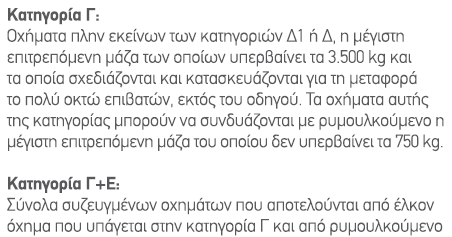 Κατηγορία Γ:
Οχήματα πλην εκείνων των κατηγοριών Δ1 ή Δ, η μέγιστη
επιτρεπόμενη μάζα των οποίων υπερβαίνει τα 3.500 kg και
τα οποία σχεδιάζονται και κατασκευάζονται για τη μεταφορά
το πολύ οκτώ επιβατών, εκτός του οδηγού. Τα οχήματα αυτής
της κατηγορίας μπορούν να συνδυάζονται με ρυμουλκούμενο η
μέγιστη επιτρεπόμενη μάζα του οποίου δεν υπερβαίνει τα 750 kg.
Κατηγορία Γ+Ε:
Σύνολα συζευγμένων οχημάτων που αποτελούνται από έλκον
όχημα που υπάγεται στην κατηγορία Γ και από ρυμουλκούμενο